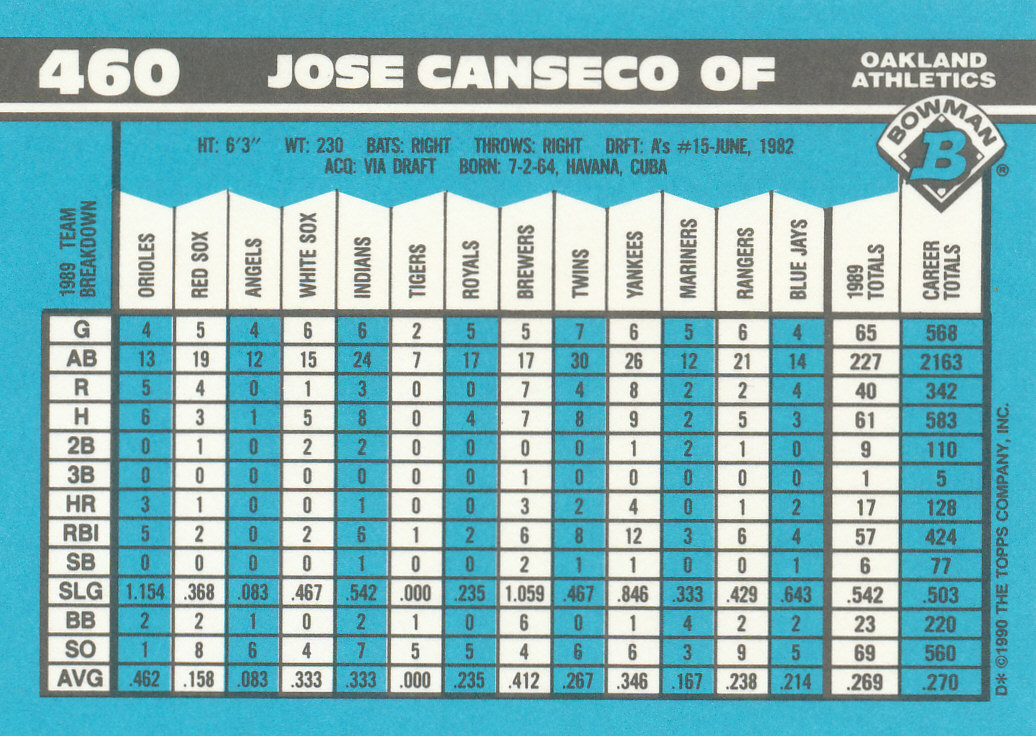 460 JOSE CANSECO OF OAKLAND ATHLETICS
BOWMAN
B ®
HT: 6'3" WT: 230 BATS: RIGHT THROWS: RIGHT DRFT: A's #15-JUNE, 1982
ACQ: VIA DRAFT BORN: 7-2-64, HAVANA, CUBA
1989 TEAM BREAKDOWN ORIOLES RED SOX ANGELS WHITE SOX INDIANS TIGERS ROYALS BREWERS TWINS YANKEES MARINERS RANGERS BLUE JAYS 1989 TOTALS CAREER TOTALS
G 4 5 4 6 6 2 5 5 7 6 5 6 4 65 568
AB 13 19 12 15 24 7 17 17 30 26 12 21 14 227 2163
R 5 4 0 1 3 0 0 7 4 8 2 2 4 40 342
H 6 3 1 5 8 0 4 7 8 9 2 5 3 61 583
2B 0 1 0 2 2 0 0 0 0 1 2 1 0 9 110
3B 0 0 0 0 0 0 0 1 0 0 0 0 0 1 5
HR 3 1 0 0 1 0 0 3 2 4 0 1 2 17 128
RBI 5 2 0 2 6 1 2 6 8 12 3 6 4 57 424
SB 0 0 0 0 1 0 0 2 1 1 0 0 1 6 77
SLG 1.154 .368 .083 .467 .542 .000 .235 1.059 .467 .846 .333 .429 .643 .542 .503
BB 2 2 1 0 2 1 0 6 0 1 4 2 2 23 220
SO 1 8 6 4 7 5 5 4 6 6 3 9 5 69 560
AVG .462 .158 .083 .333 .333 .000 .235 .412 .267 .346 .167 .238 .214 .269 .270
D* ©1990 THE TOPPS COMPANY, INC.